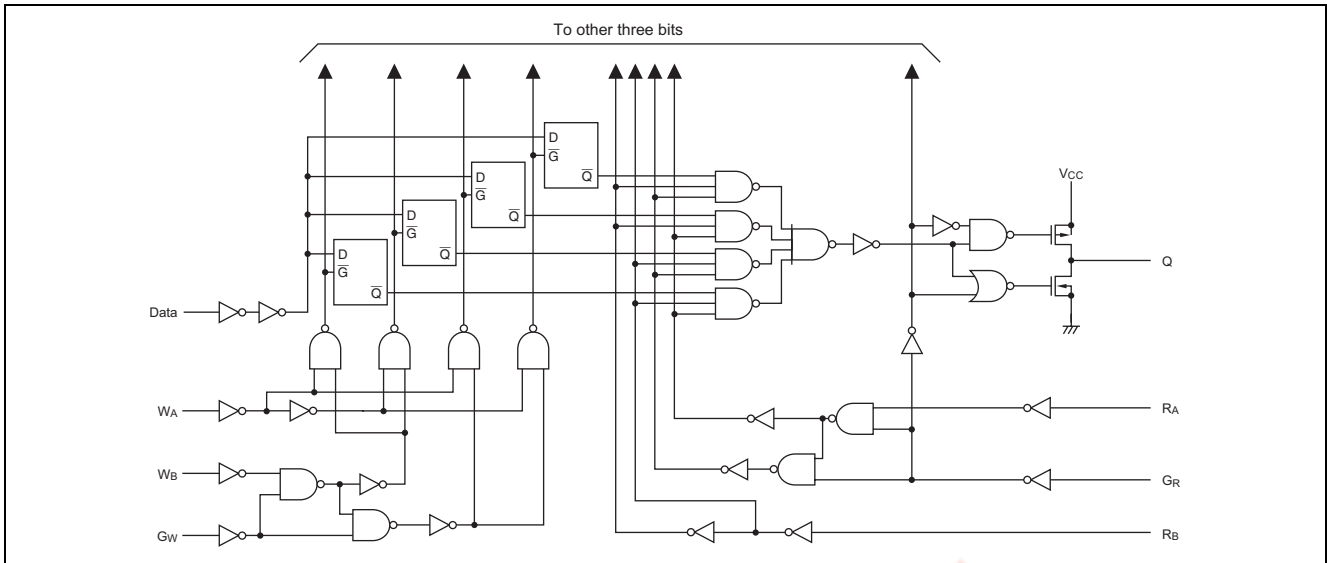 To other three bits
D
G̅
Q̅
D
G̅
Q̅
D
G̅
Q̅
D
G̅
Q̅
VCC
Q
Data
WA
WB
GW
RA
GR
RB